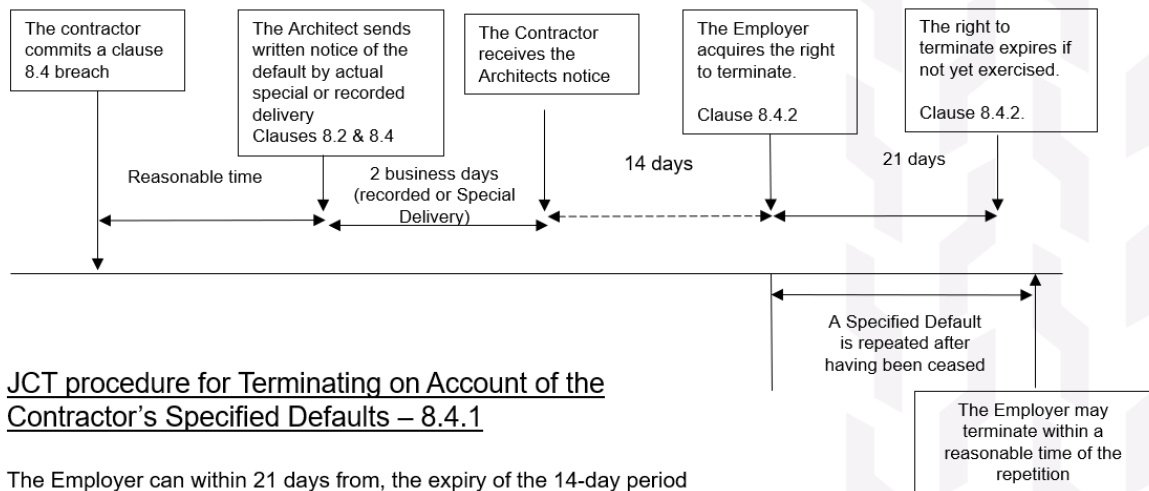 The contractor
commits a clause
8.4 breach
The Architect sends
written notice of the
default by actual
special or recorded
delivery
Clauses 8.2 & 8.4
The Contractor
receives the
Architects notice
The Employer
acquires the right
to terminate.
Clause 8.4.2
The right to
terminate expires if
not yet exercised.
Clause 8.4.2.
Reasonable time
2 business days
(recorded or Special
Delivery)
14 days
21 days
A Specified Default
is repeated after
having been ceased
The Employer may
terminate within a
reasonable time of the
repetition
JCT procedure for Terminating on Account of the
Contractor's Specified Defaults – 8.4.1
The Employer can within 21 days from, the expiry of the 14-day period